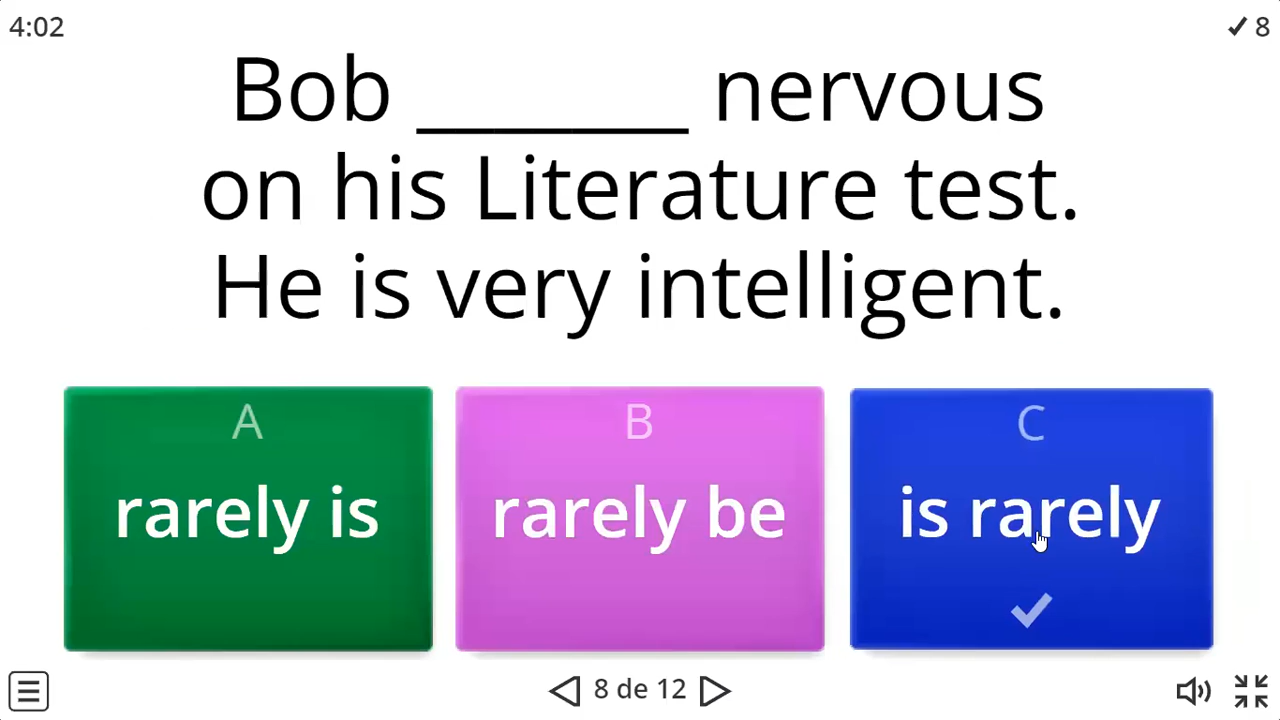 4:02
✓ 8
Bob _______ nervous
on his Literature test.
He is very intelligent.
A
rarely is
B
rarely be
C
is rarely
8 de 12